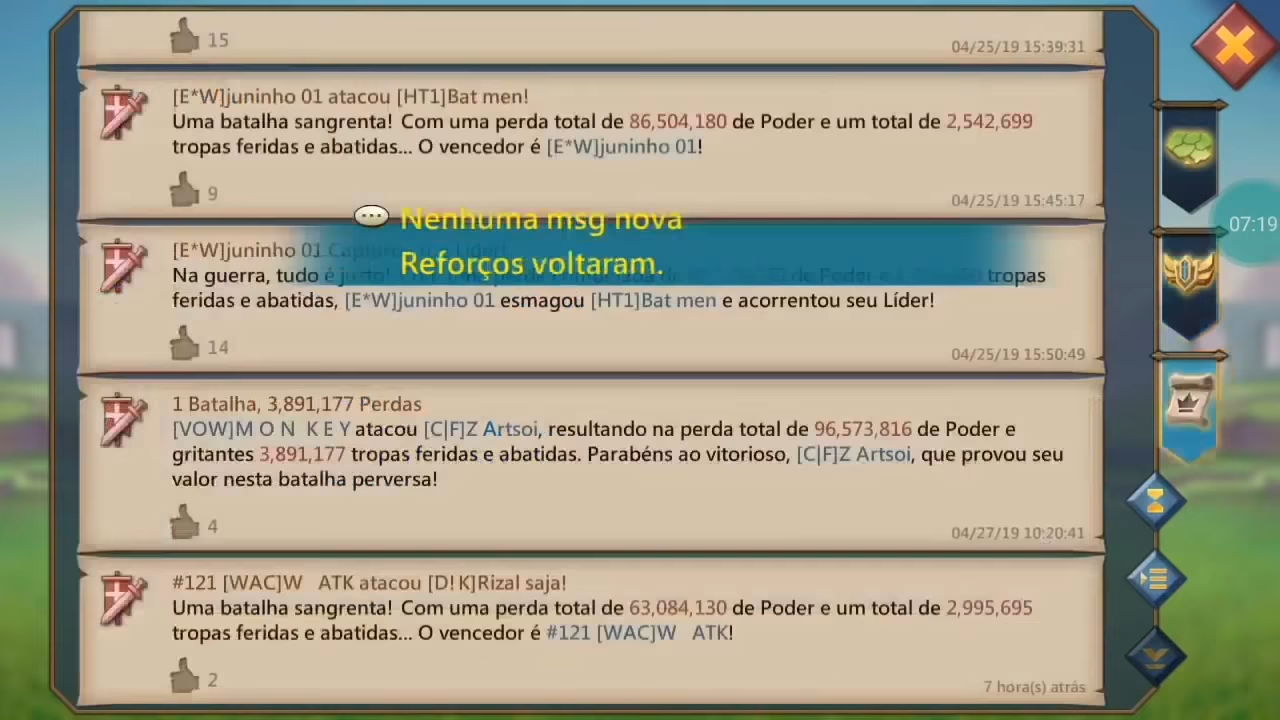 15
04/25/19 15:39:31
[E*W]juninho 01 atacou [HT1]Bat men!
Uma batalha sangrenta! Com uma perda total de 86,504,180 de Poder e um total de 2,542,699
tropas feridas e abatidas... O vencedor é [E*W]juninho 01!
9
04/25/19 15:45:17
Nenhuma msg nova
[E*W]juninho 01 Líder!
Reforços voltaram.
Na guerra, tudo é justo! de Poder e tropas
feridas e abatidas, [E*W]juninho 01 esmagou [HT1]Bat men e acorrentou seu Líder!
14
04/25/19 15:50:49
07:19
1 Batalha, 3,891,177 Perdas
[VOW]M O N K E Y atacou [C|F]Z Artsoi, resultando na perda total de 96,573,816 de Poder e
gritantes 3,891,177 tropas feridas e abatidas. Parabéns ao vitorioso, [C|F]Z Artsoi, que provou seu
valor nesta batalha perversa!
4
04/27/19 10:20:41
#121 [WAC]W ATK atacou [D!K]Rizal saja!
Uma batalha sangrenta! Com uma perda total de 63,084,130 de Poder e um total de 2,995,695
tropas feridas e abatidas... O vencedor é #121 [WAC]W ATK!
2
7 hora(s) atrás